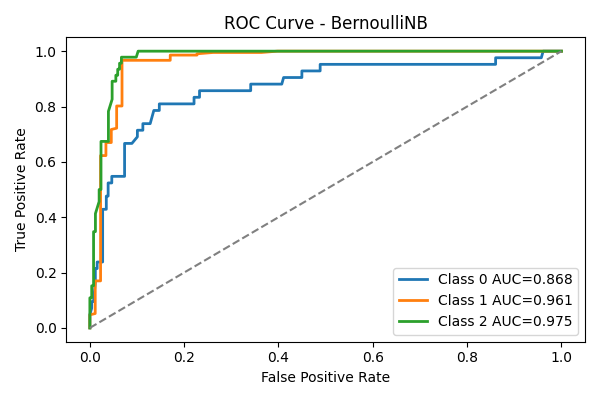 ROC Curve - BernoulliNB
True Positive Rate
1.0
0.8
0.6
0.4
0.2
0.0
0.0 0.2 0.4 0.6 0.8 1.0
False Positive Rate
Class 0 AUC=0.868
Class 1 AUC=0.961
Class 2 AUC=0.975